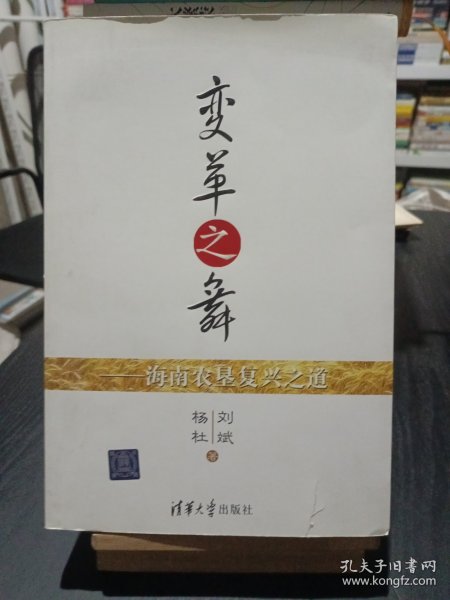 变革之舞
——海南农垦复兴之道
杨杜 刘斌 著
清华大学出版社
孔夫子旧书网
www.kongfz.com